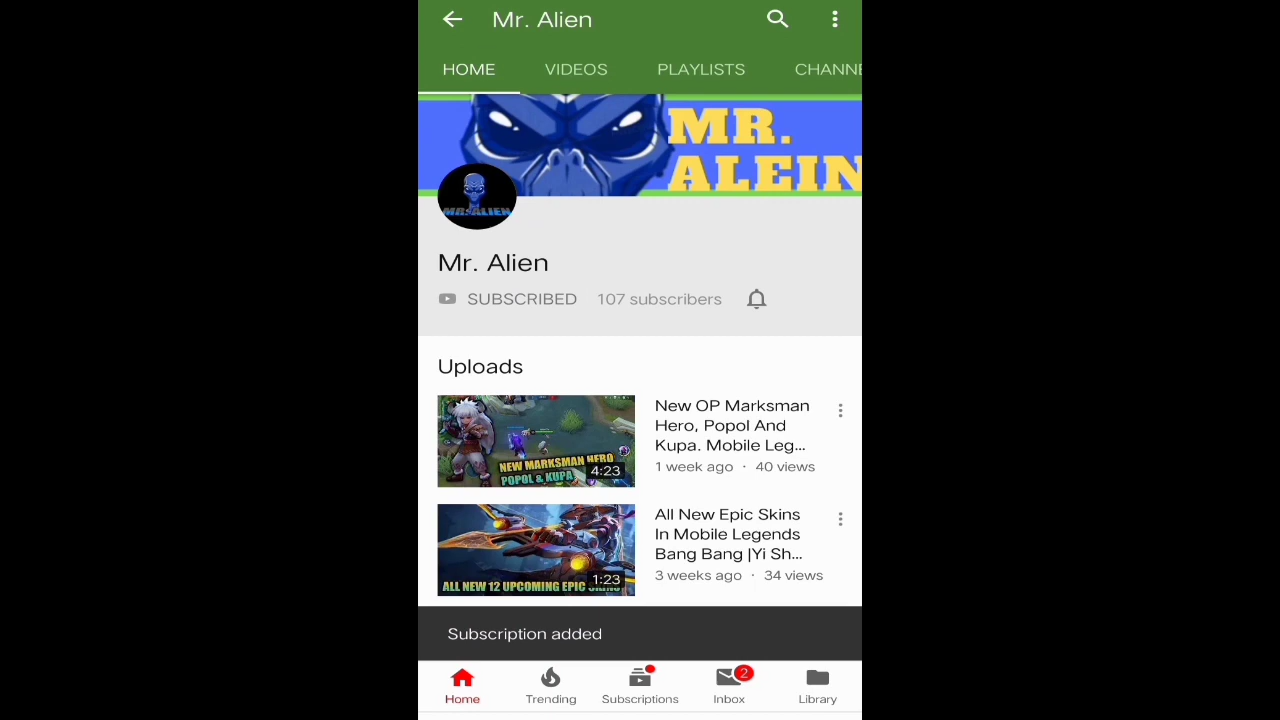 Mr. Alien
HOME VIDEOS PLAYLISTS CHANNE
MR.
ALEIN
MR. ALIEN
Mr. Alien
SUBSCRIBED 107 subscribers
Uploads
NEW MARKSMAN HERO
POPOL & KUPA
4:23
New OP Marksman
Hero, Popol And
Kupa. Mobile Leg...
1 week ago · 40 views
ALL NEW 12 UPCOMING EPIC SKINS
1:23
All New Epic Skins
In Mobile Legends
Bang Bang |Yi Sh...
3 weeks ago · 34 views
Subscription added
2
Home Trending Subscriptions Inbox Library